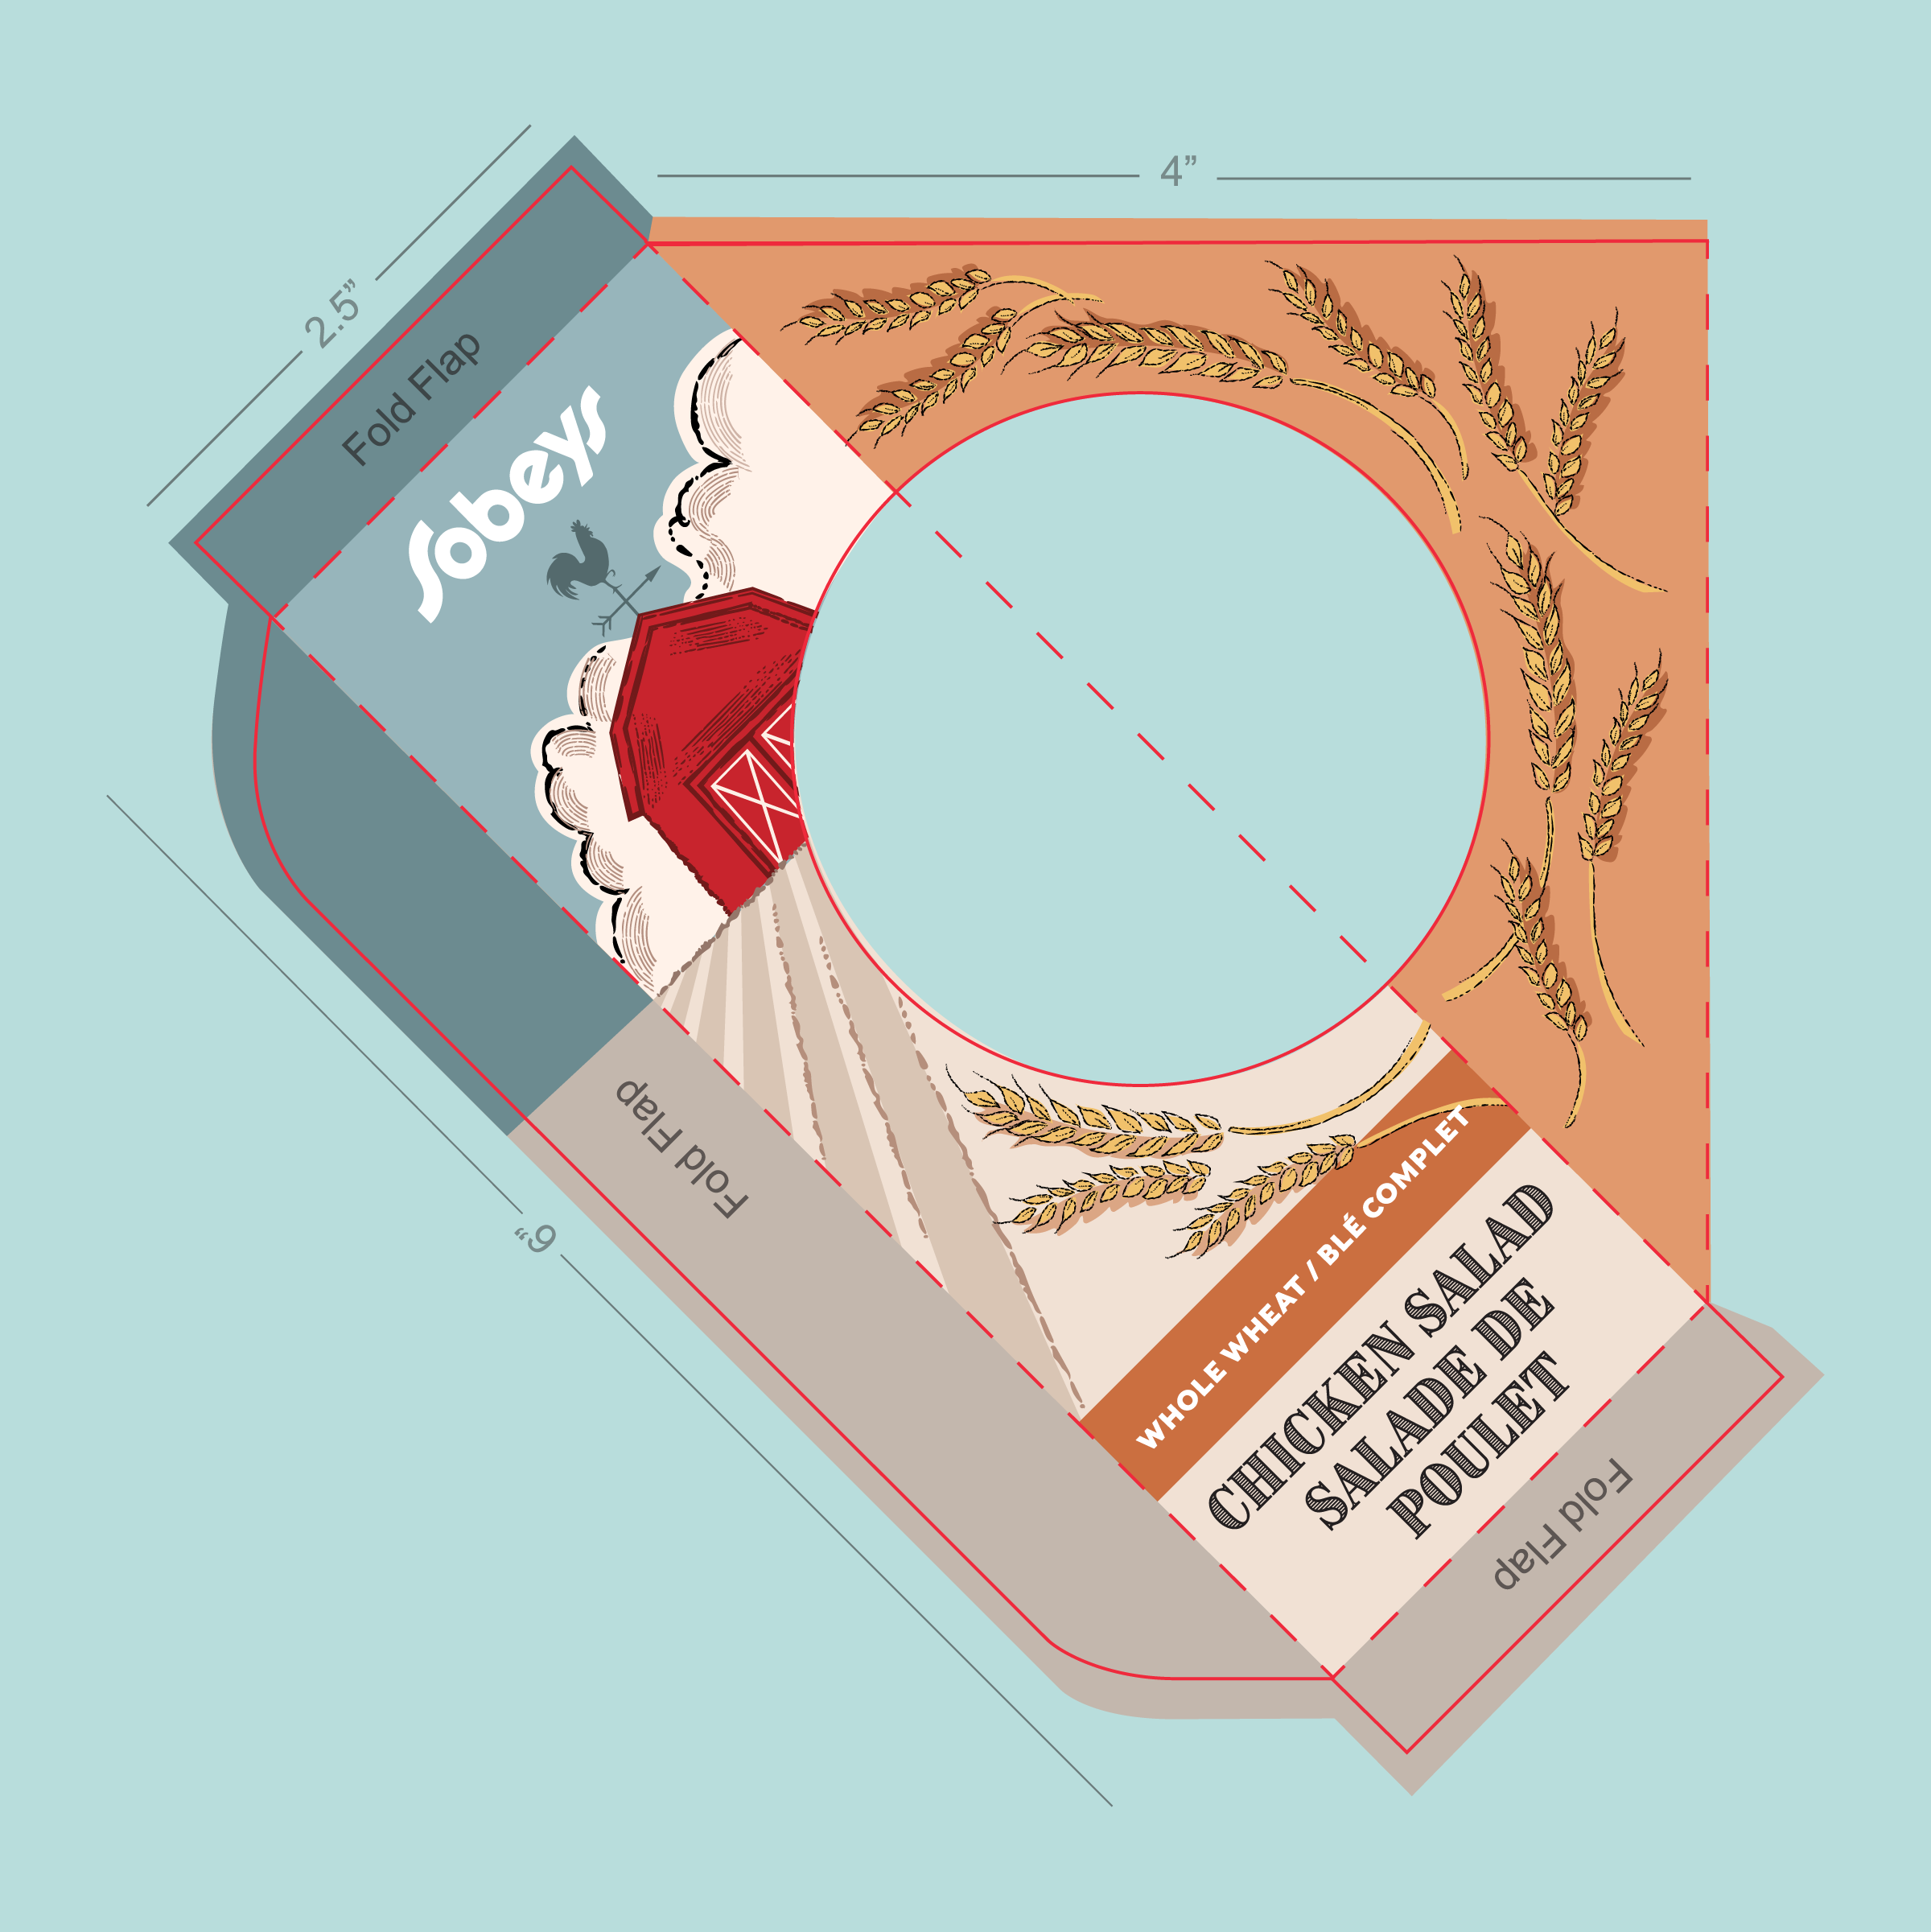 4”
2.5”
Fold Flap
Sobeys
Fold Flap
6”
WHOLE WHEAT / BLÉ COMPLET
CHICKEN SALAD
SALADE DE
POULET
Fold Flap